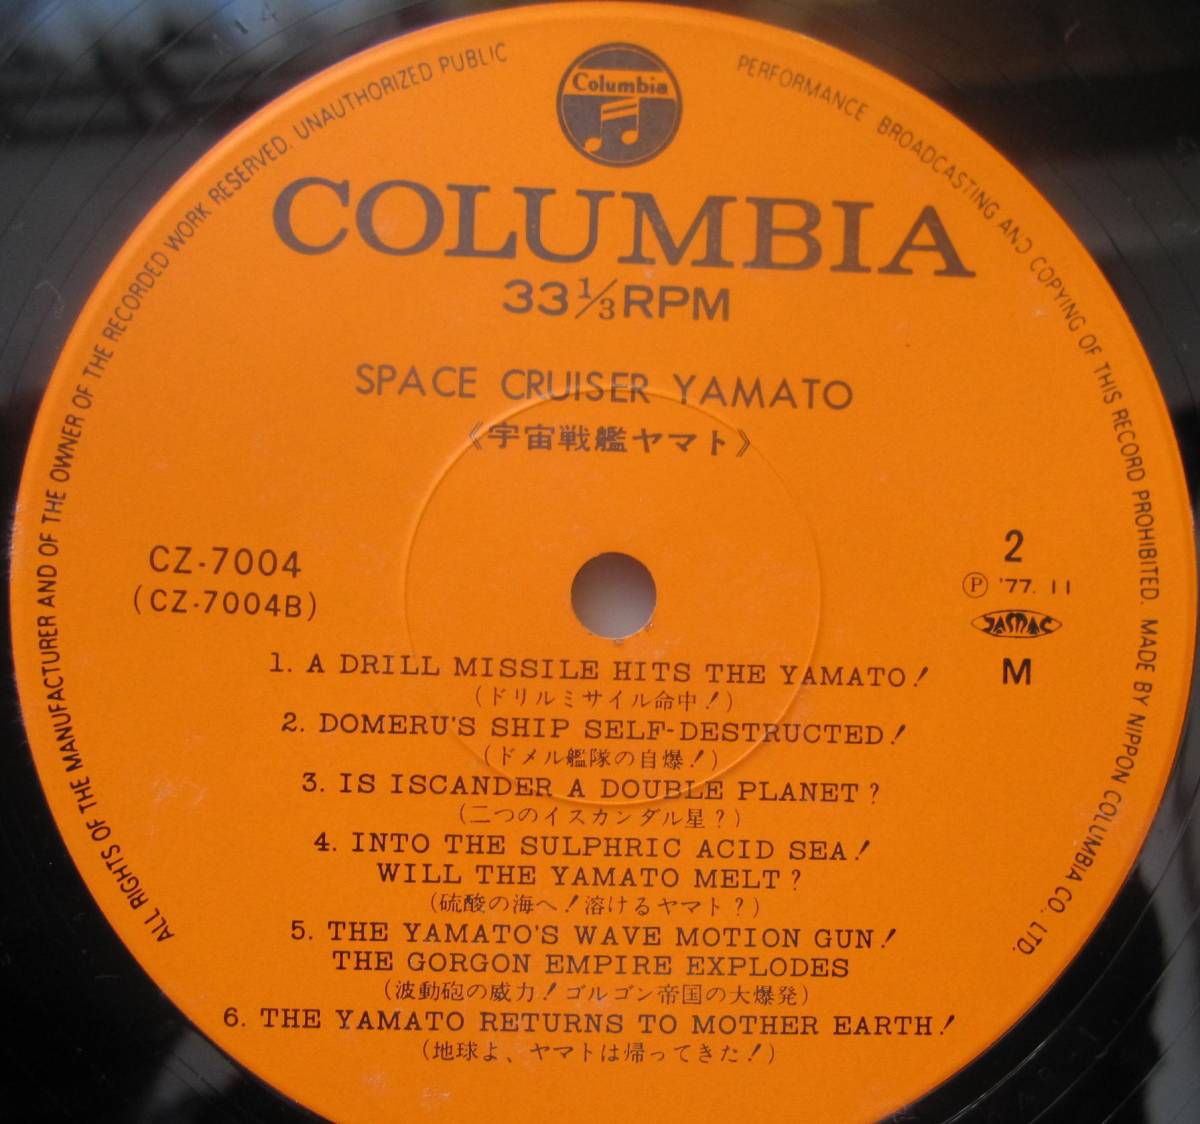 ALL RIGHTS OF THE MANUFACTURER AND OF THE OWNER OF THE RECORDED WORK RESERVED. UNAUTHORIZED PUBLIC PERFORMANCE BROADCASTING AND COPYING OF THIS RECORD PROHIBITED. MADE BY NIPPON COLUMBIA CO., LTD.
Columbia
COLUMBIA
33 1/3 RPM
SPACE CRUISER YAMATO
《宇宙戦艦ヤマト》
CZ-7004
(CZ-7004B)
2
Ⓟ '77. 11
JASRAC
M
1. A DRILL MISSILE HITS THE YAMATO!
(ドリルミサイル命中!)
2. DOMERU'S SHIP SELF-DESTRUCTED!
(ドメル艦隊の自爆!)
3. IS ISCANDER A DOUBLE PLANET?
(二つのイスカンダル星?)
4. INTO THE SULPHRIC ACID SEA!
WILL THE YAMATO MELT?
(硫酸の海へ!溶けるヤマト?)
5. THE YAMATO'S WAVE MOTION GUN!
THE GORGON EMPIRE EXPLODES
(波動砲の威力!ゴルゴン帝国の大爆発)
6. THE YAMATO RETURNS TO MOTHER EARTH!
(地球よ、ヤマトは帰ってきた!)